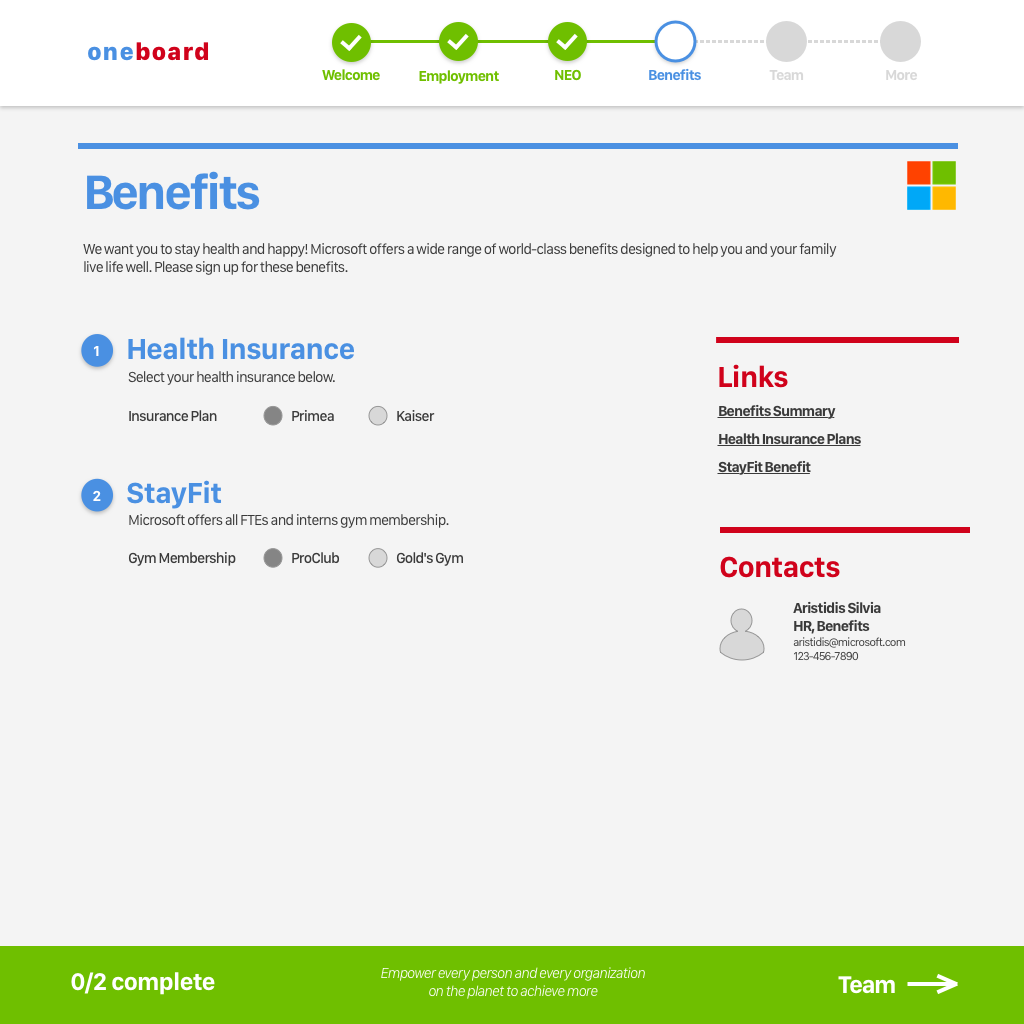 oneboard
Welcome
Employment
NEO
Benefits
Team
More
Benefits
We want you to stay health and happy! Microsoft offers a wide range of world-class benefits designed to help you and your family
live life well. Please sign up for these benefits.
1
Health Insurance
Select your health insurance below.
Insurance Plan
Primea
Kaiser
2
StayFit
Microsoft offers all FTEs and interns gym membership.
Gym Membership
ProClub
Gold's Gym
Links
Benefits Summary
Health Insurance Plans
StayFit Benefit
Contacts
Aristidis Silvia
HR, Benefits
aristidis@microsoft.com
123-456-7890
0/2 complete
Empower every person and every organization
on the planet to achieve more
Team